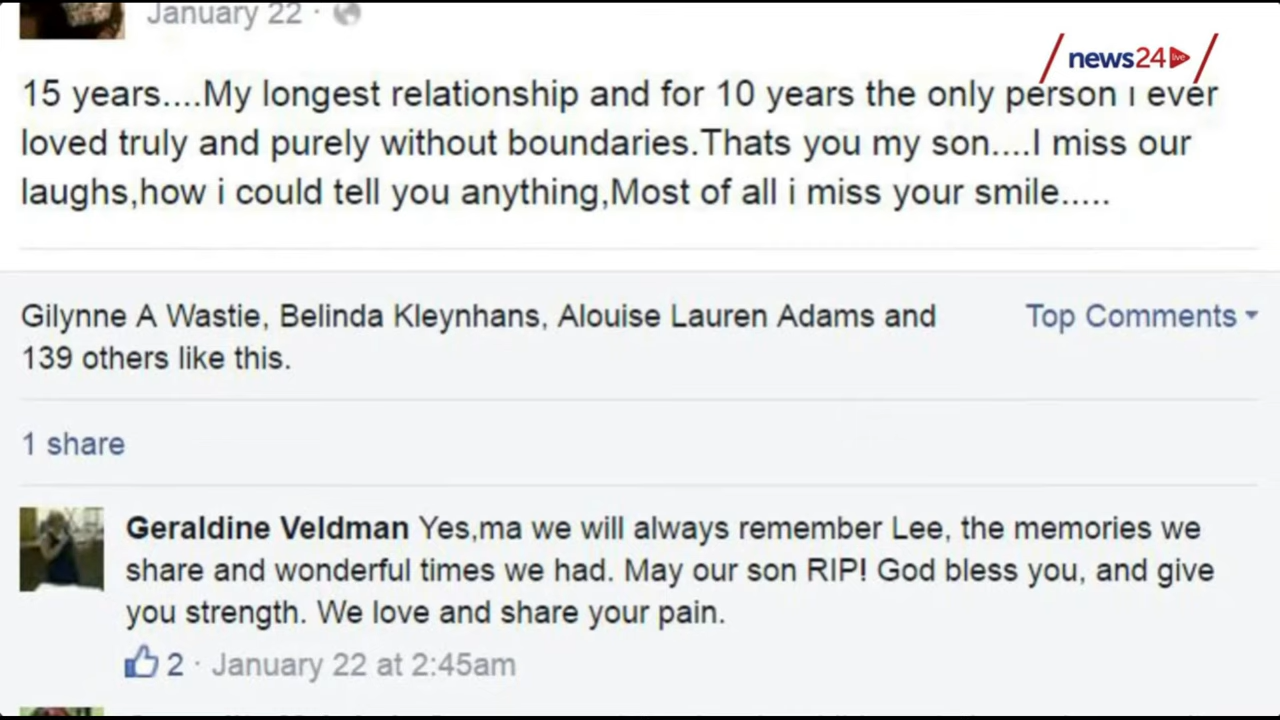 January 22 ·
news24 live
15 years....My longest relationship and for 10 years the only person i ever
loved truly and purely without boundaries.Thats you my son....I miss our
laughs,how i could tell you anything,Most of all i miss your smile.....
Gilynne A Wastie, Belinda Kleynhans, Alouise Lauren Adams and
139 others like this.
Top Comments
1 share
Geraldine Veldman Yes,ma we will always remember Lee, the memories we
share and wonderful times we had. May our son RIP! God bless you, and give
you strength. We love and share your pain.
2 · January 22 at 2:45am